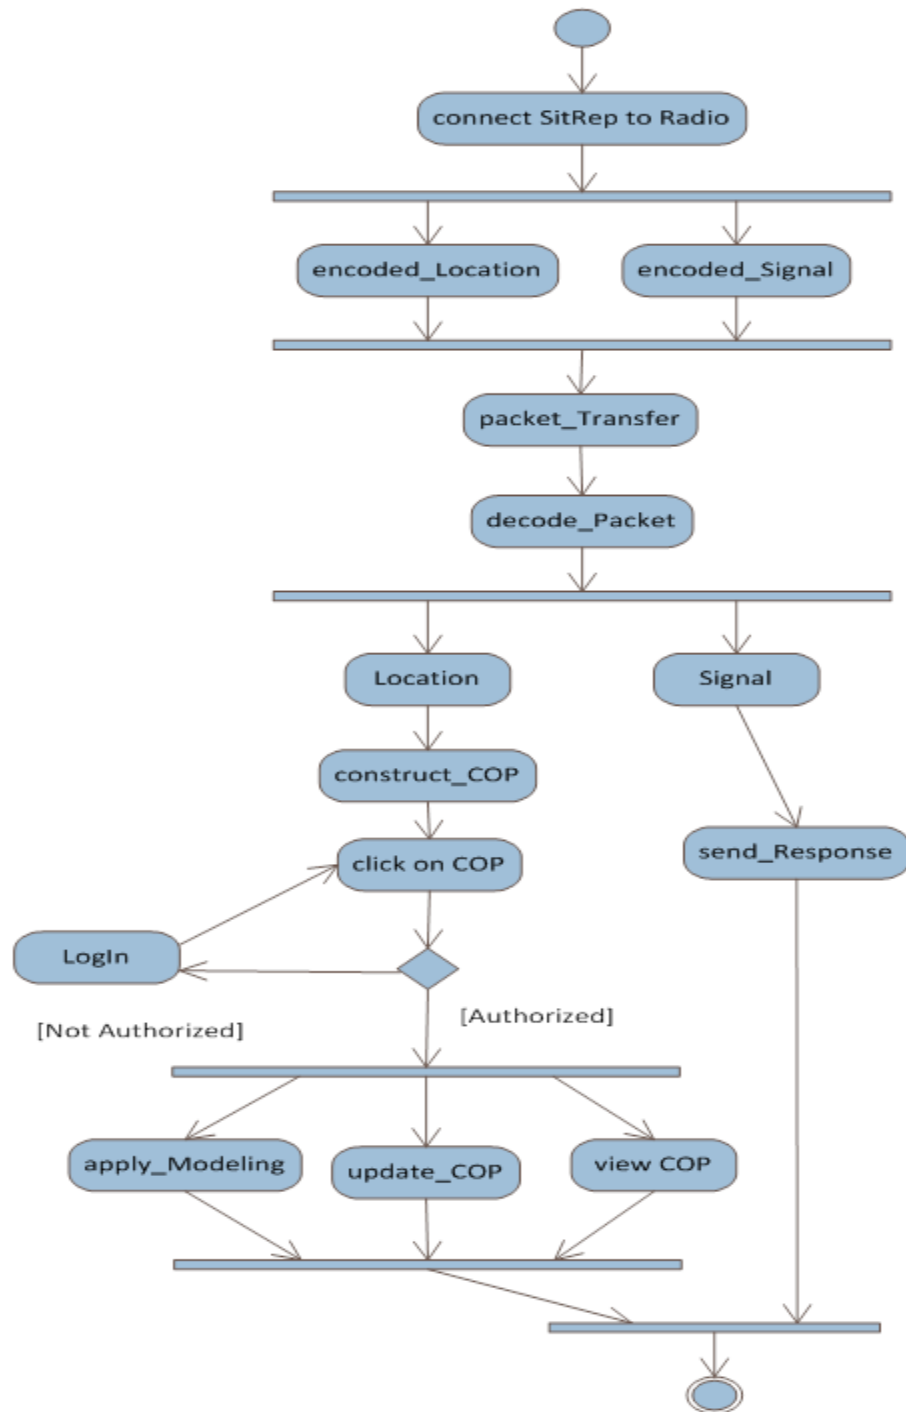 connect SitRep to Radio
encoded_Location
encoded_Signal
packet_Transfer
decode_Packet
Location
Signal
construct_COP
click on COP
send_Response
LogIn
[Not Authorized]
[Authorized]
apply_Modeling
update_COP
view COP